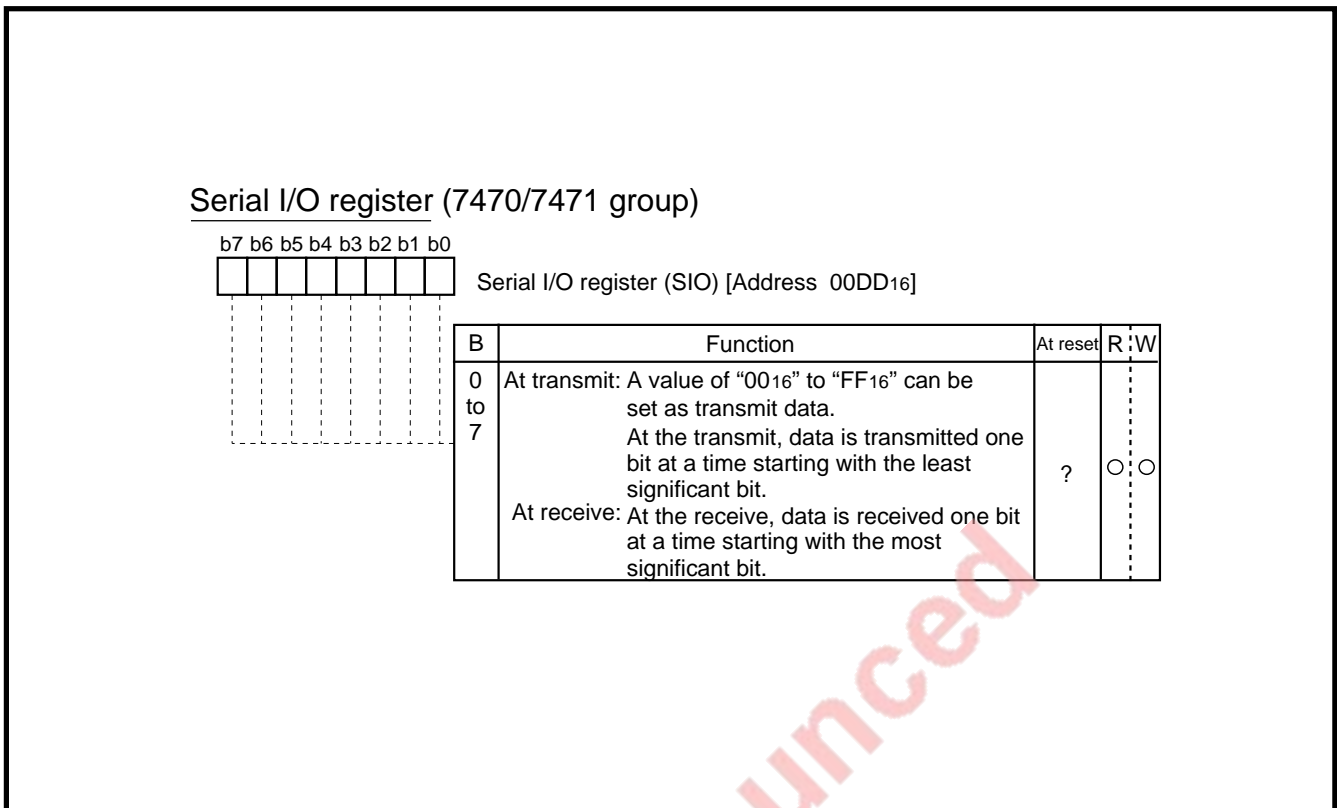 Serial I/O register (7470/7471 group)
b7 b6 b5 b4 b3 b2 b1 b0
Serial I/O register (SIO) [Address 00DD16]
B Function At reset R W
0 to 7
At transmit: A value of “0016” to “FF16” can be
set as transmit data.
At the transmit, data is transmitted one
bit at a time starting with the least
significant bit.
? ○ ○
At receive: At the receive, data is received one bit
at a time starting with the most
significant bit.
unced